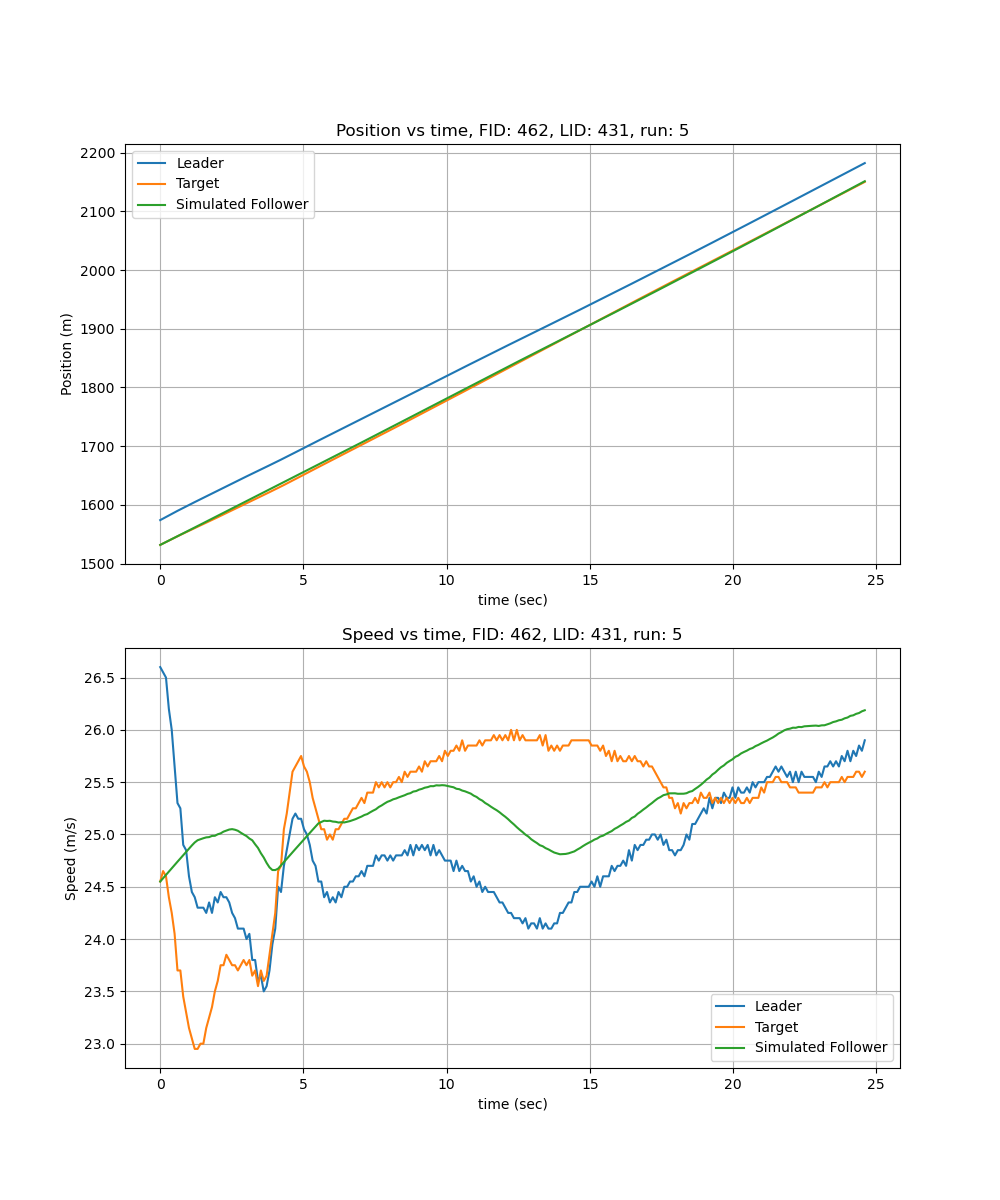 Position vs time, FID: 462, LID: 431, run: 5
Position (m)
2200
2100
2000
1900
1800
1700
1600
1500
Leader
Target
Simulated Follower
0 5 10 15 20 25
time (sec)
Speed vs time, FID: 462, LID: 431, run: 5
Speed (m/s)
26.5
26.0
25.5
25.0
24.5
24.0
23.5
23.0
Leader
Target
Simulated Follower
0 5 10 15 20 25
time (sec)